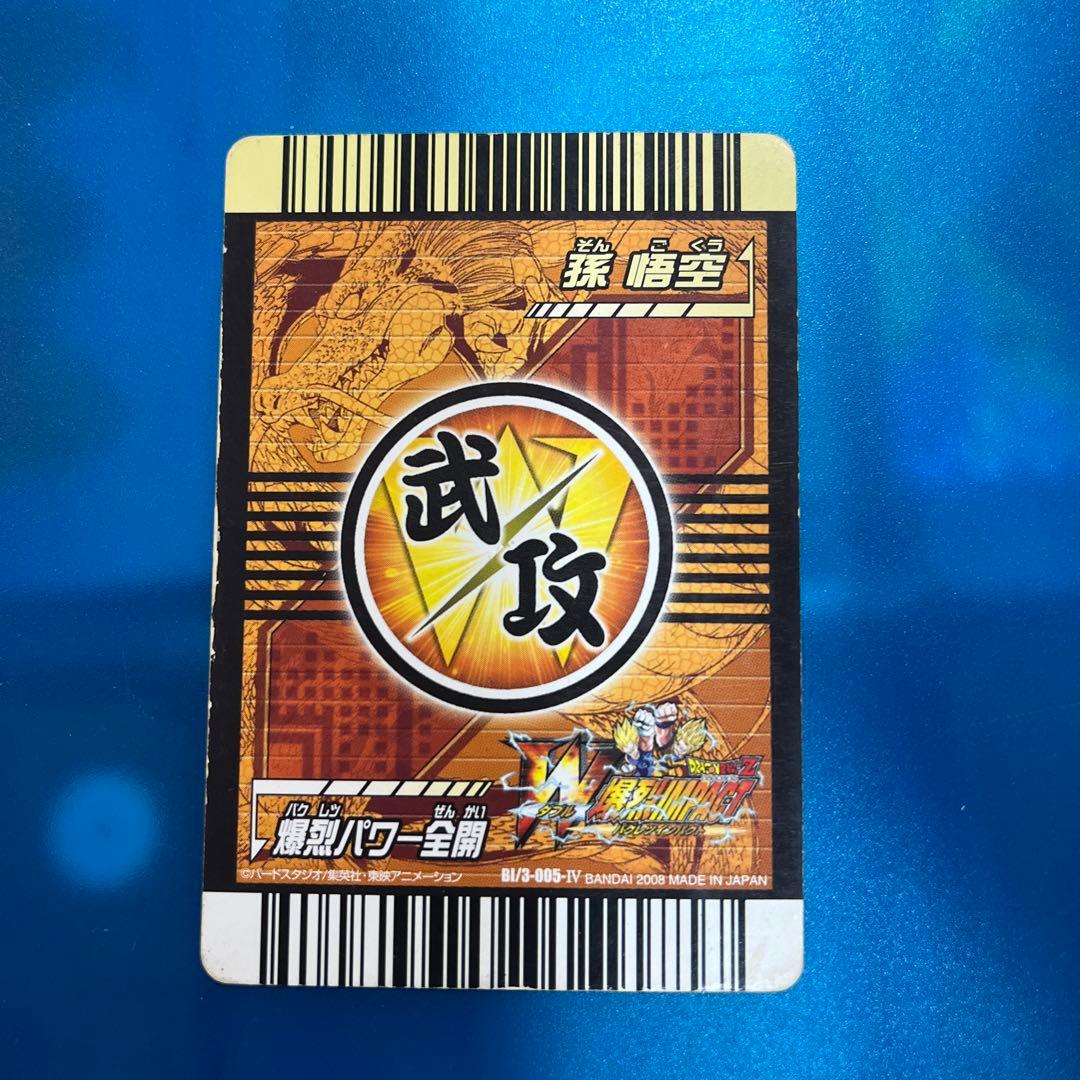 そん ご くう
孫 悟空
武
攻
DRAGON BALL Z
W
ダブル
爆烈IMPACT
バクレツインパクト
バク レツ ぜん かい
爆烈パワー全開
©バードスタジオ/集英社・東映アニメーション
BI/3-005-IV BANDAI 2008 MADE IN JAPAN